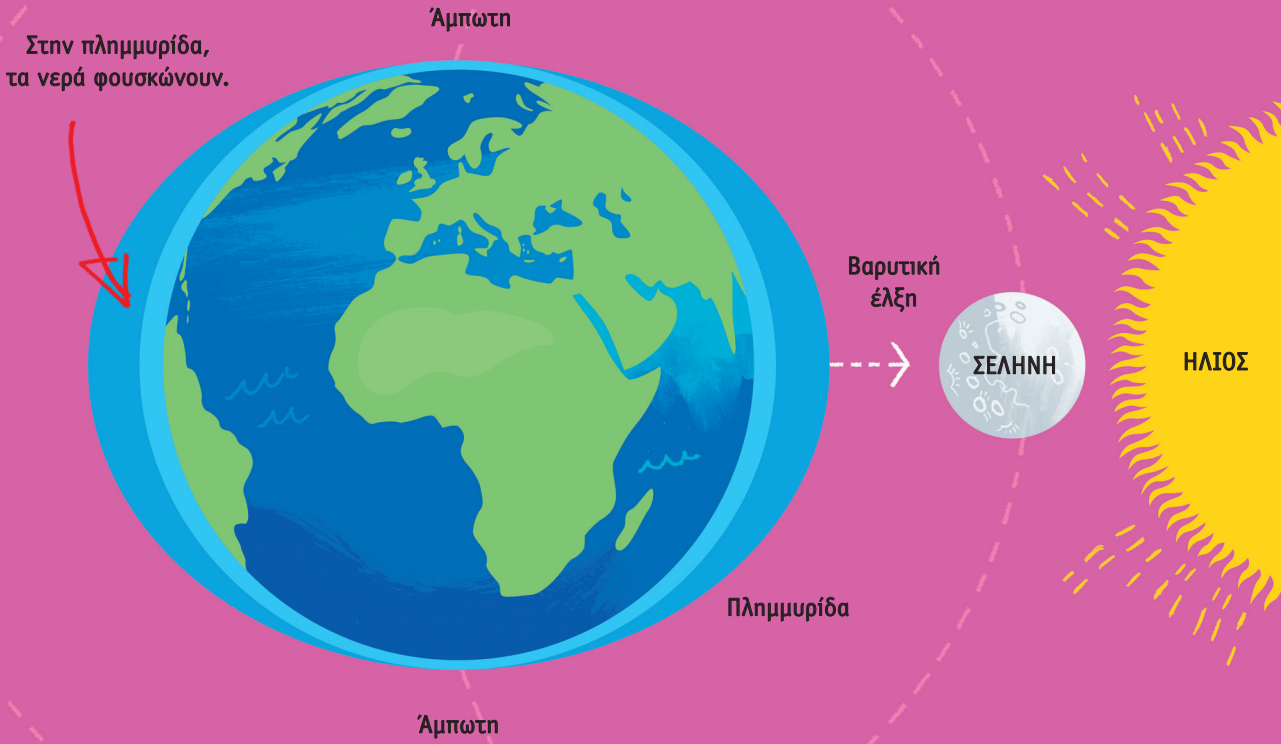 Άμπωτη
Στην πλημμυρίδα,
τα νερά φουσκώνουν.
Βαρυτική
έλξη
ΣΕΛΗΝΗ
ΗΛΙΟΣ
Πλημμυρίδα
Άμπωτη